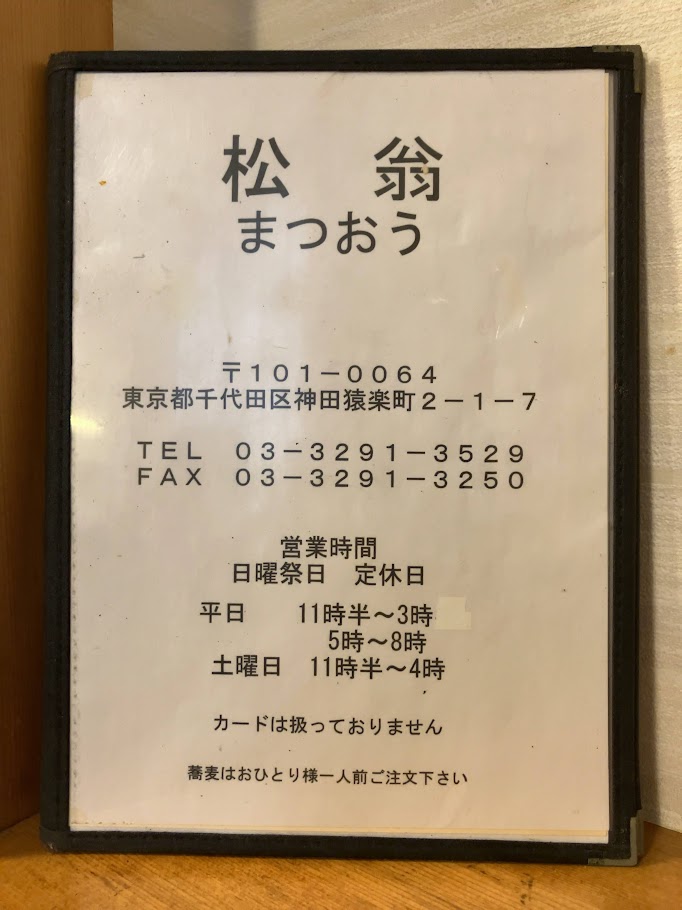 松　翁
まつおう
〒１０１－００６４
東京都千代田区神田猿楽町２－１－７
ＴＥＬ　０３－３２９１－３５２９
ＦＡＸ　０３－３２９１－３２５０
営業時間
日曜祭日　定休日
平日　11時半～3時
5時～8時
土曜日　11時半～4時
カードは扱っておりません
蕎麦はおひとり様一人前ご注文下さい